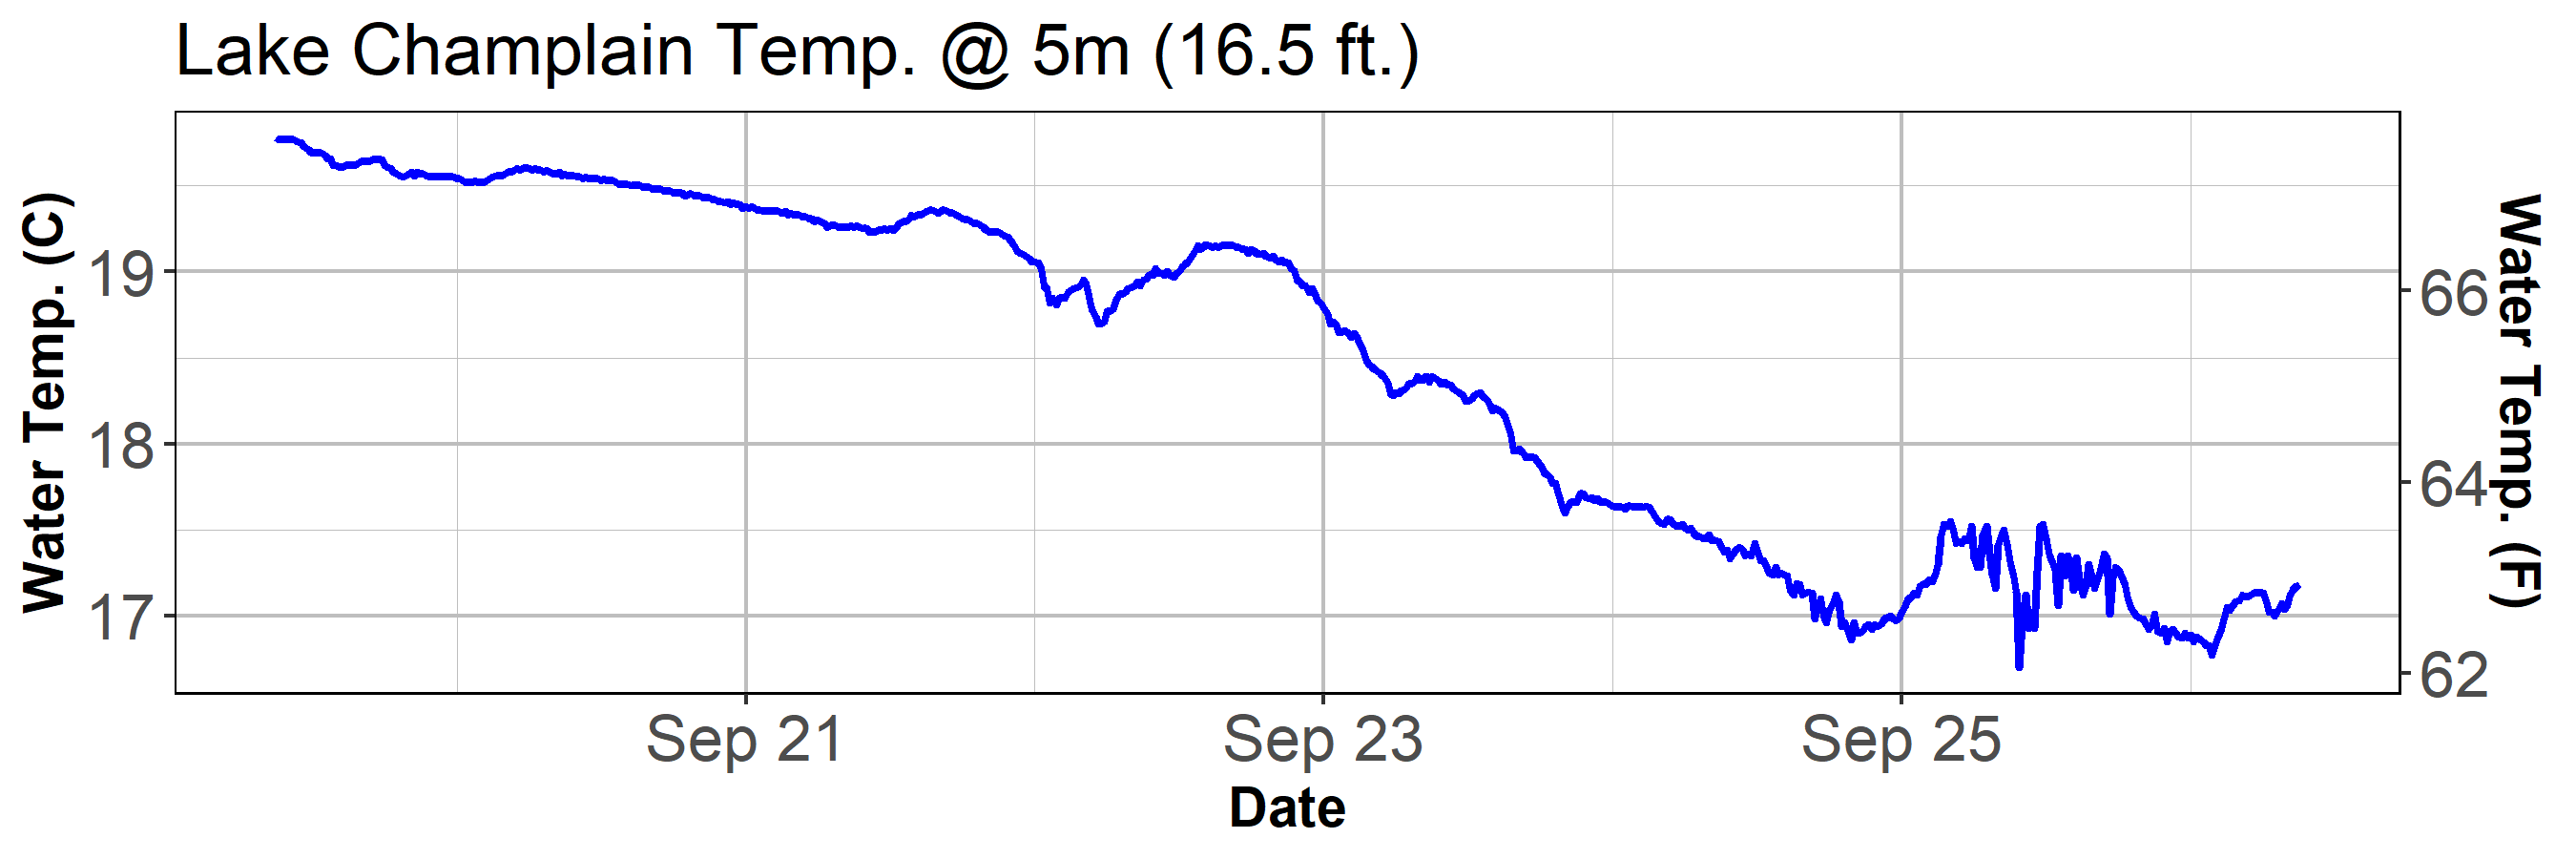 Lake Champlain Temp. @ 5m (16.5 ft.)
Water Temp. (C)
19
18
17
66
64
62
Water Temp. (F)
Sep 21
Sep 23
Sep 25
Date